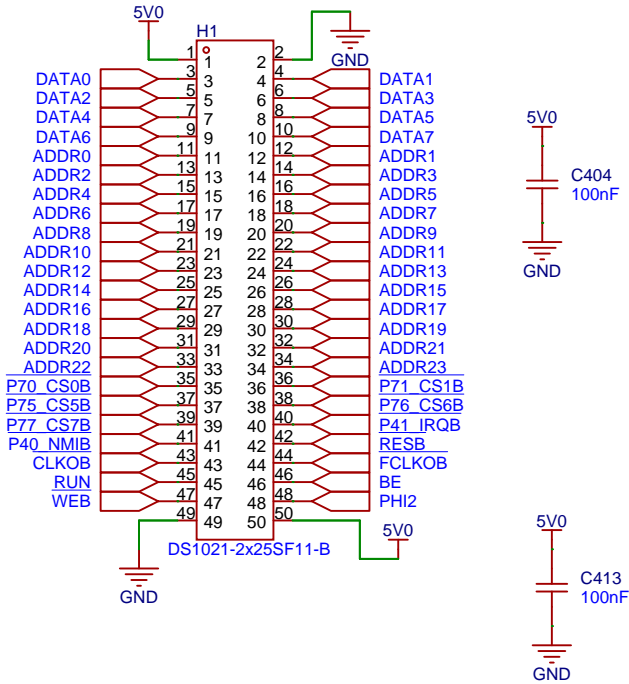 5V0
H1
GND
1 1 2 2
DATA0 3 3 4 4 DATA1
DATA2 5 5 6 6 DATA3
DATA4 7 7 8 8 DATA5
DATA6 9 9 10 10 DATA7
ADDR0 11 11 12 12 ADDR1
ADDR2 13 13 14 14 ADDR3
ADDR4 15 15 16 16 ADDR5
ADDR6 17 17 18 18 ADDR7
ADDR8 19 19 20 20 ADDR9
ADDR10 21 21 22 22 ADDR11
ADDR12 23 23 24 24 ADDR13
ADDR14 25 25 26 26 ADDR15
ADDR16 27 27 28 28 ADDR17
ADDR18 29 29 30 30 ADDR19
ADDR20 31 31 32 32 ADDR21
ADDR22 33 33 34 34 ADDR23
P70_CS0B 35 35 36 36 P71_CS1B
P75_CS5B 37 37 38 38 P76_CS6B
P77_CS7B 39 39 40 40 P41_IRQB
P40_NMIB 41 41 42 42 RESB
CLKOB 43 43 44 44 FCLKOB
RUN 45 45 46 46 BE
WEB 47 47 48 48 PHI2
49 49 50 50
5V0
DS1021-2x25SF11-B
GND
5V0
C404
100nF
GND
5V0
C413
100nF
GND